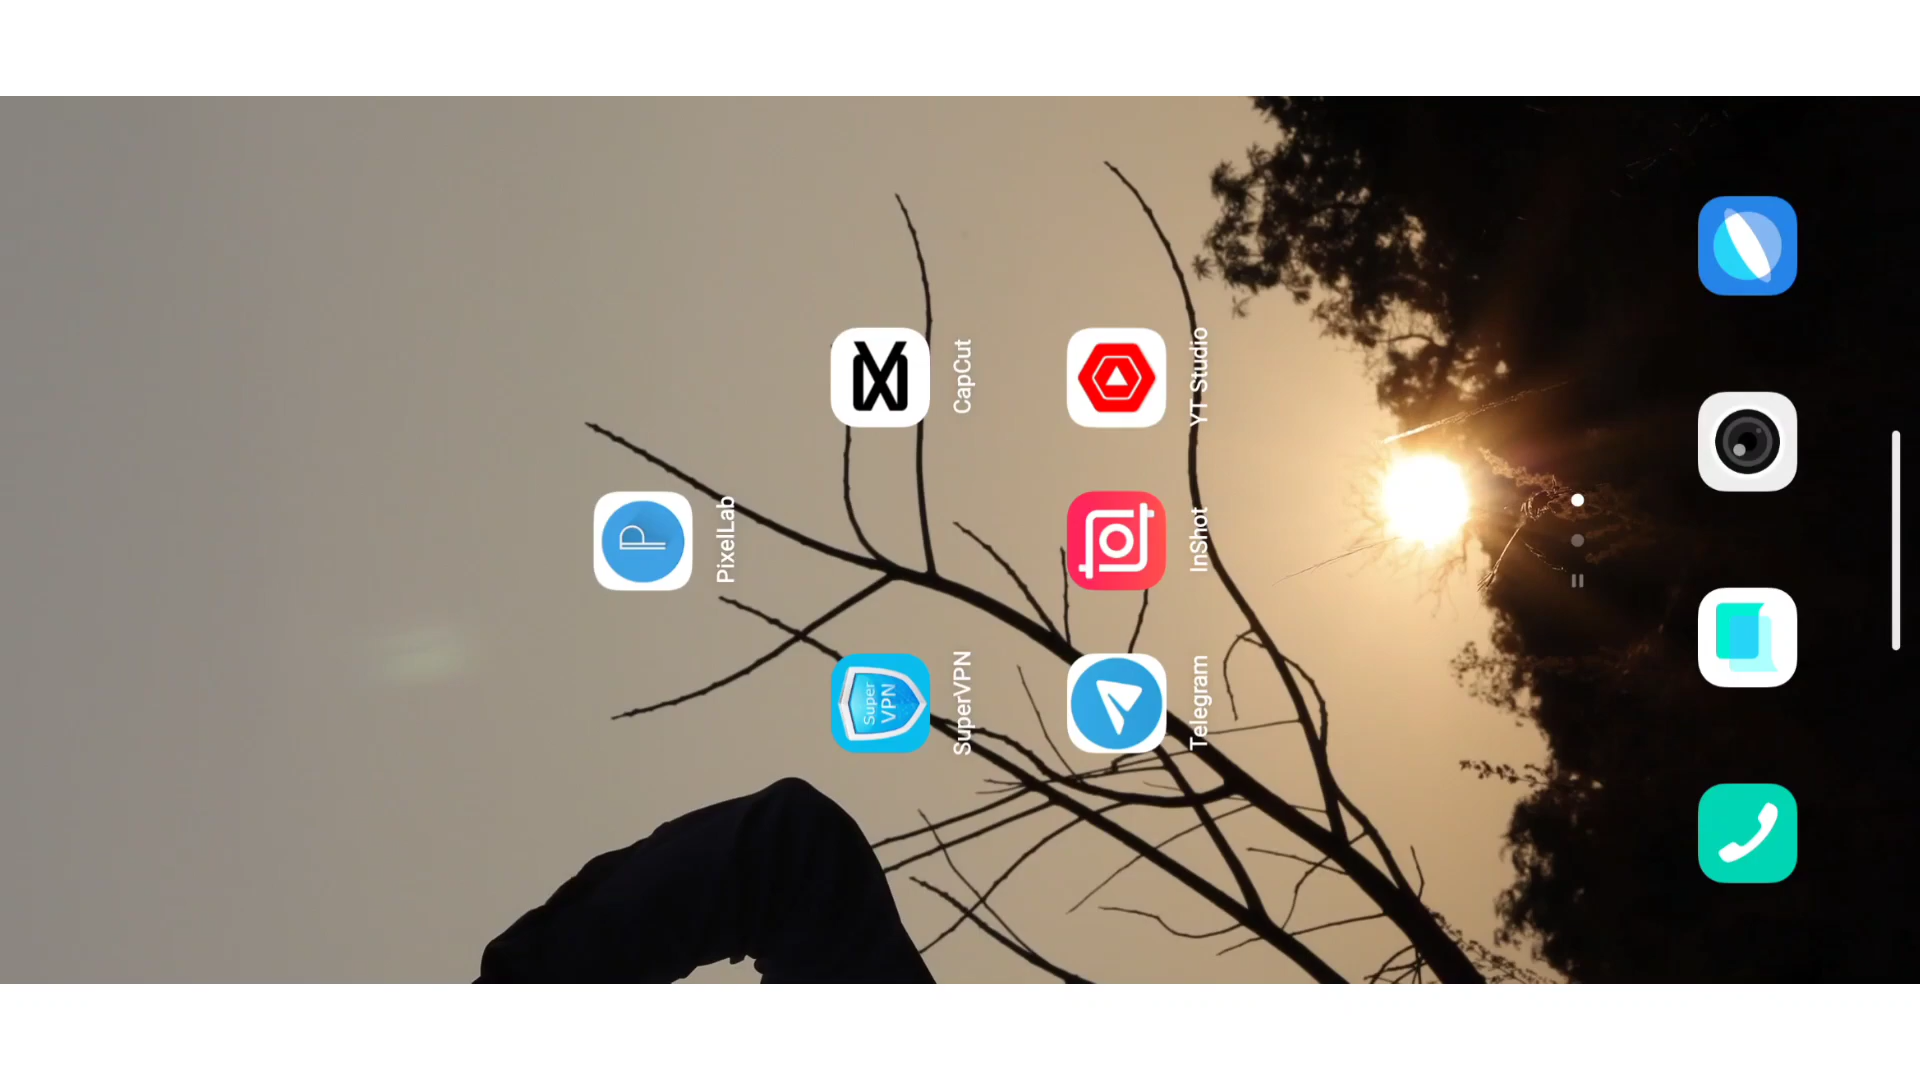 P
PixelLab
Super
VPN
SuperVPN
CapCut
Telegram
InShot
YT Studio